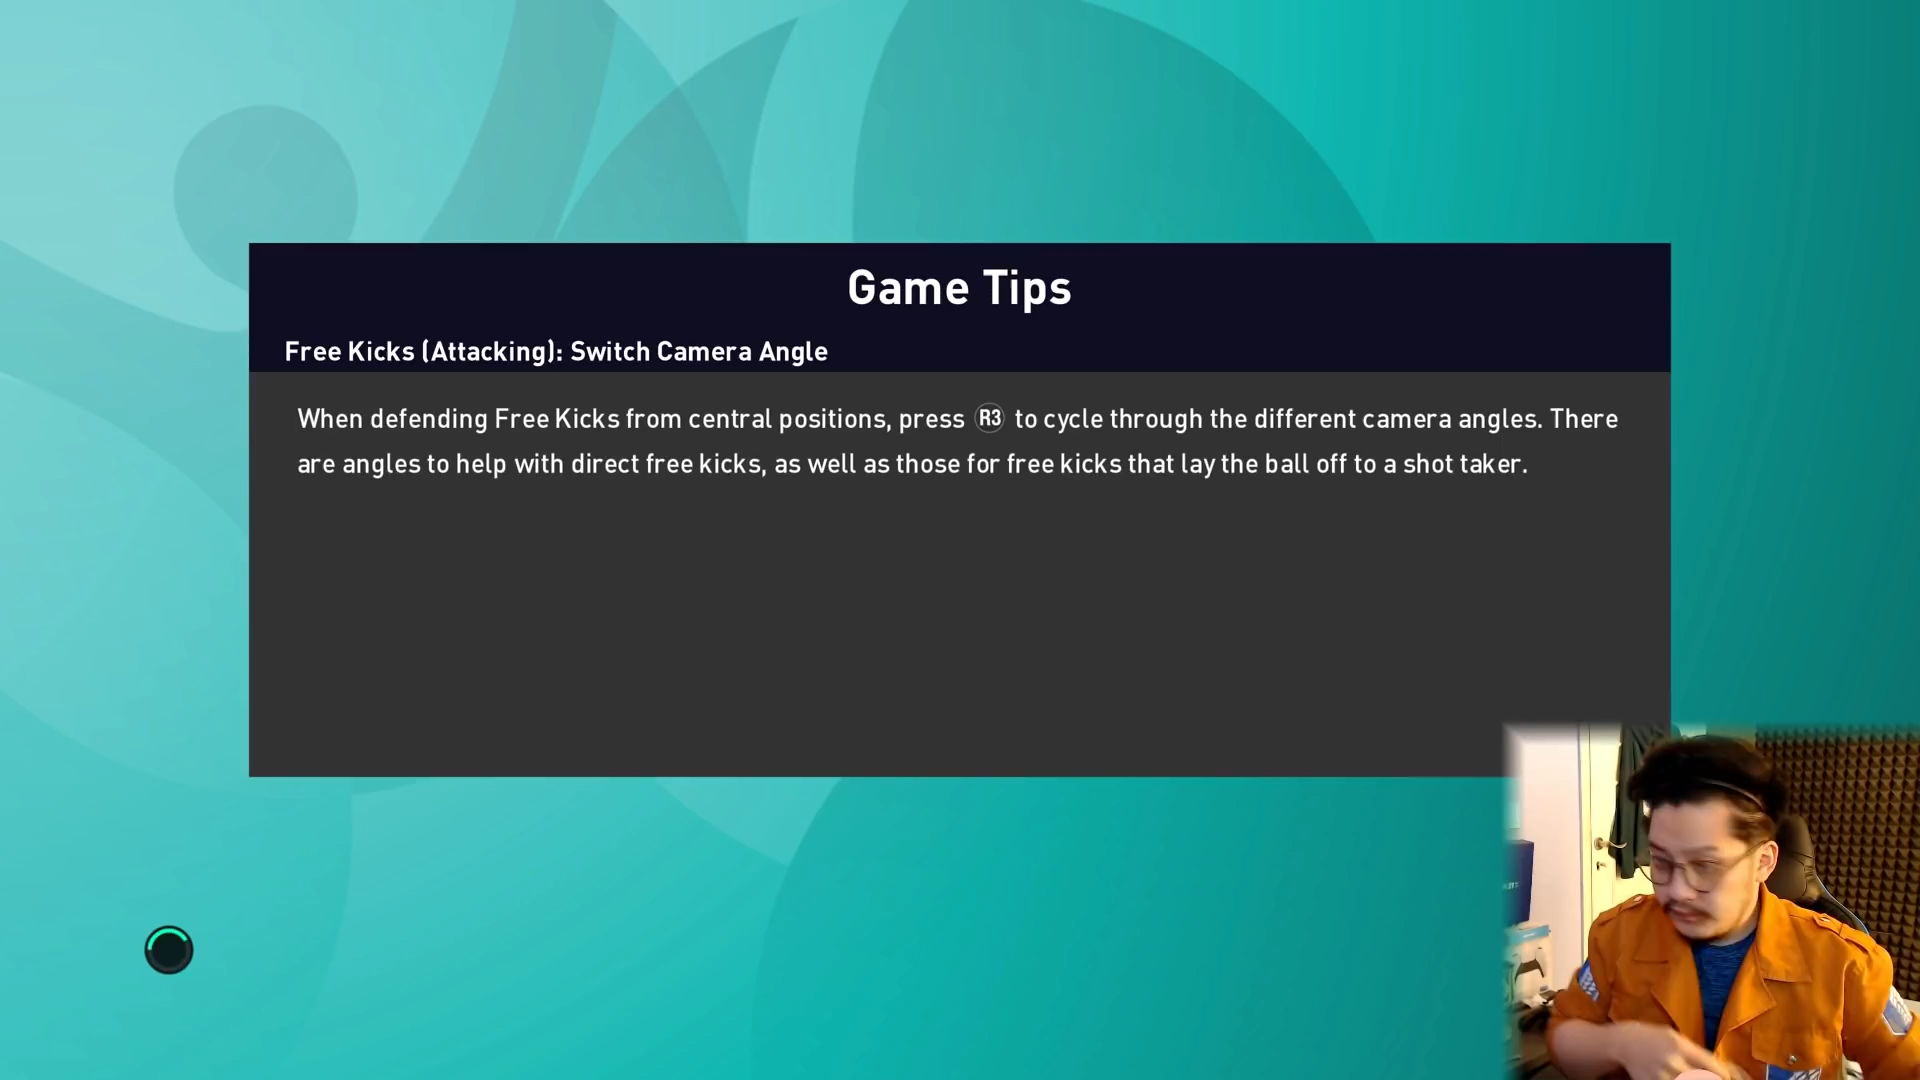 Game Tips
Free Kicks (Attacking): Switch Camera Angle
When defending Free Kicks from central positions, press R3 to cycle through the different camera angles. There
are angles to help with direct free kicks, as well as those for free kicks that lay the ball off to a shot taker.